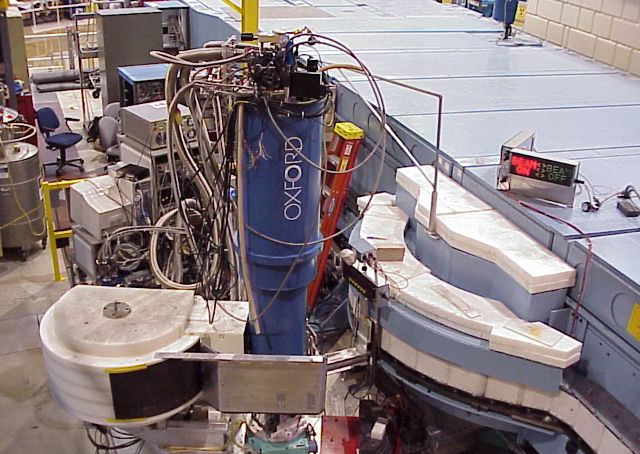 OXFORD
BEAM <=> BEAM
ON <=> OFF